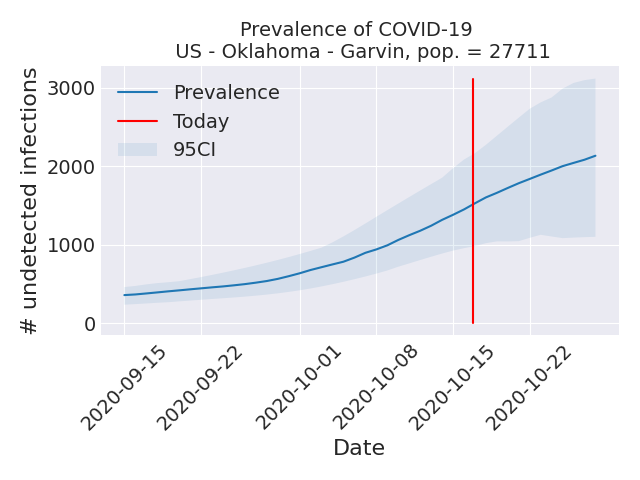 Prevalence of COVID-19
US - Oklahoma - Garvin, pop. = 27711
# undetected infections
3000
2000
1000
0
Prevalence
Today
95CI
2020-09-15
2020-09-22
2020-10-01
2020-10-08
2020-10-15
2020-10-22
Date